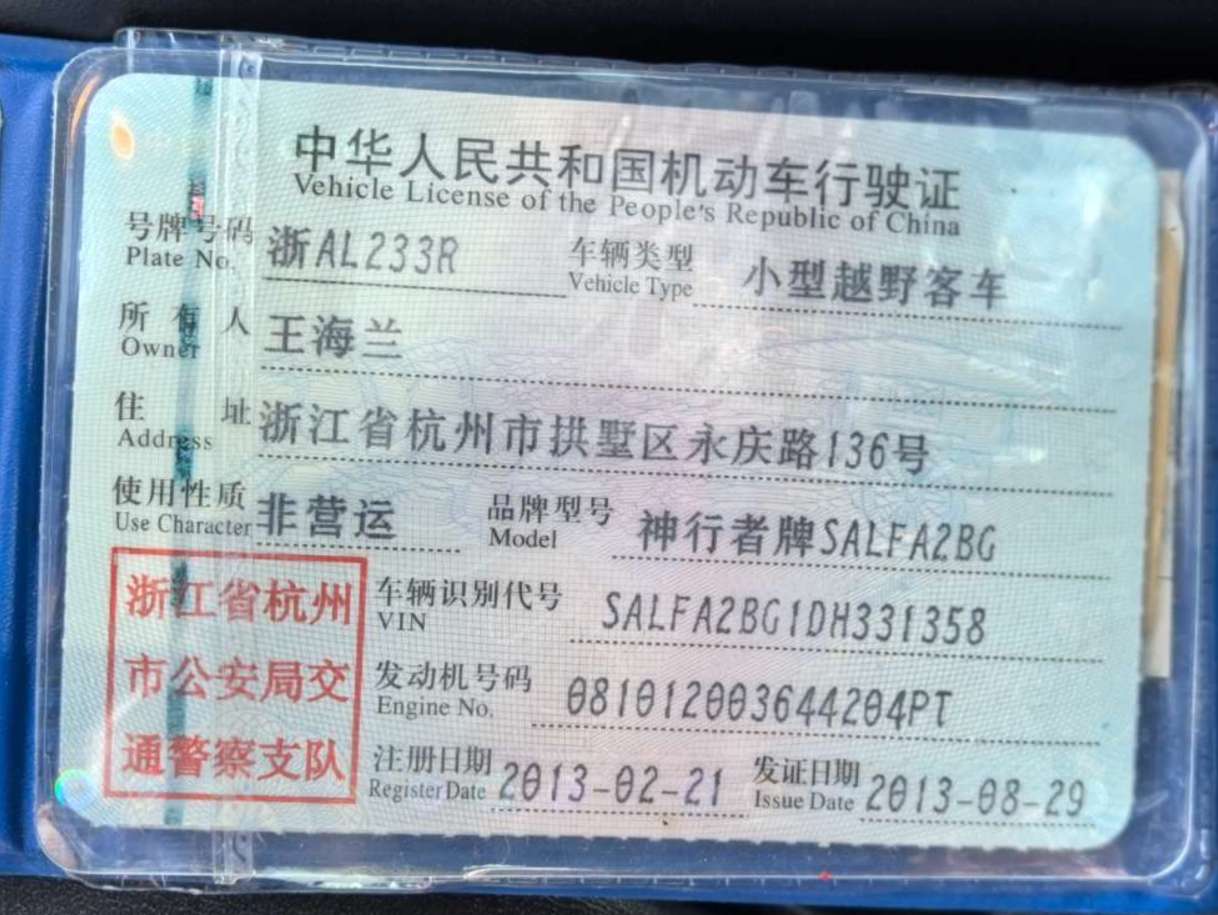 中华人民共和国机动车行驶证
Vehicle License of the People's Republic of China
号牌号码 浙AL233R 车辆类型 小型越野客车
Plate No. Vehicle Type
所有人 王海兰
Owner
住址 浙江省杭州市拱墅区永庆路136号
Address
使用性质 非营运 品牌型号 神行者牌SALFA2BG
Use Character Model
浙江省杭州
市公安局交
通警察支队
车辆识别代号 SALFA2BG1DH331358
VIN
发动机号码 081012003644204PT
Engine No.
注册日期 2013-02-21 发证日期 2013-08-29
Register Date Issue Date